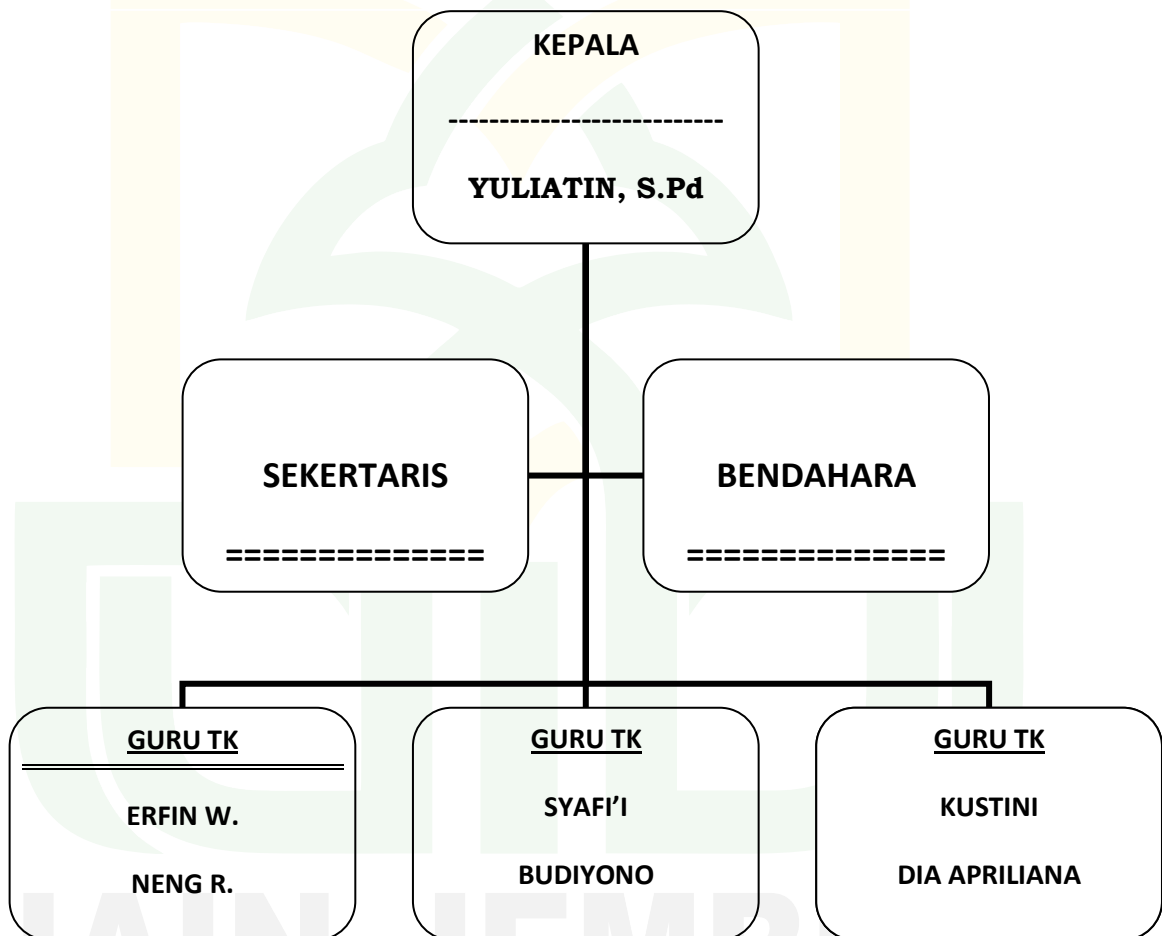 KEPALA
---------------------------
YULIATIN, S.Pd
SEKERTARIS
==============
BENDAHARA
==============
GURU TK
ERFIN W.
NENG R.
GURU TK
SYAFI’I
BUDIYONO
GURU TK
KUSTINI
DIA APRILIANA